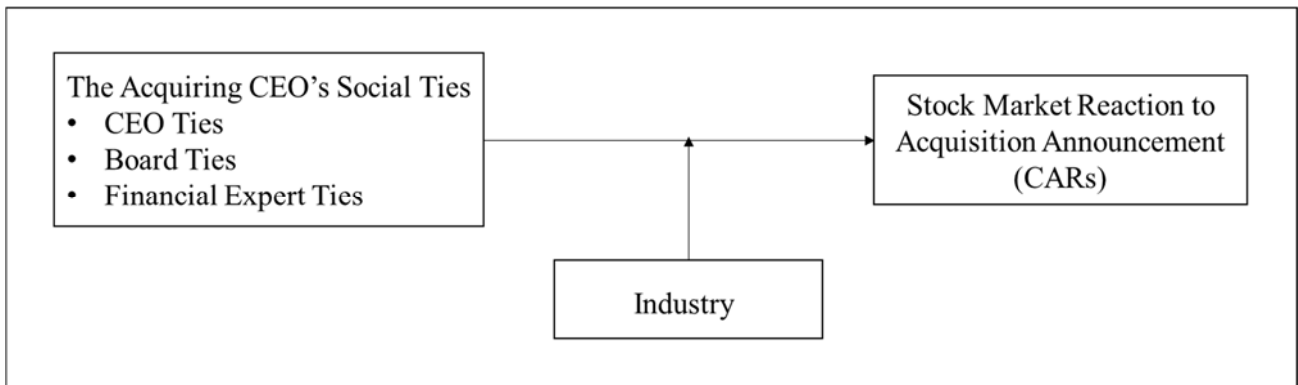 The Acquiring CEO's Social Ties
• CEO Ties
• Board Ties
• Financial Expert Ties
Stock Market Reaction to
Acquisition Announcement
(CARs)
Industry